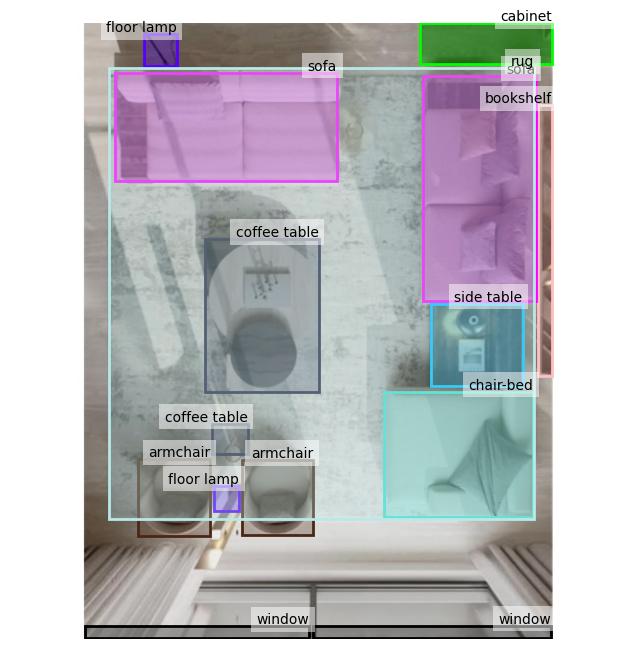 cabinet
floor lamp
rug
sofa
sofa
bookshelf
coffee table
side table
chair-bed
coffee table
armchair
armchair
floor lamp
window
window